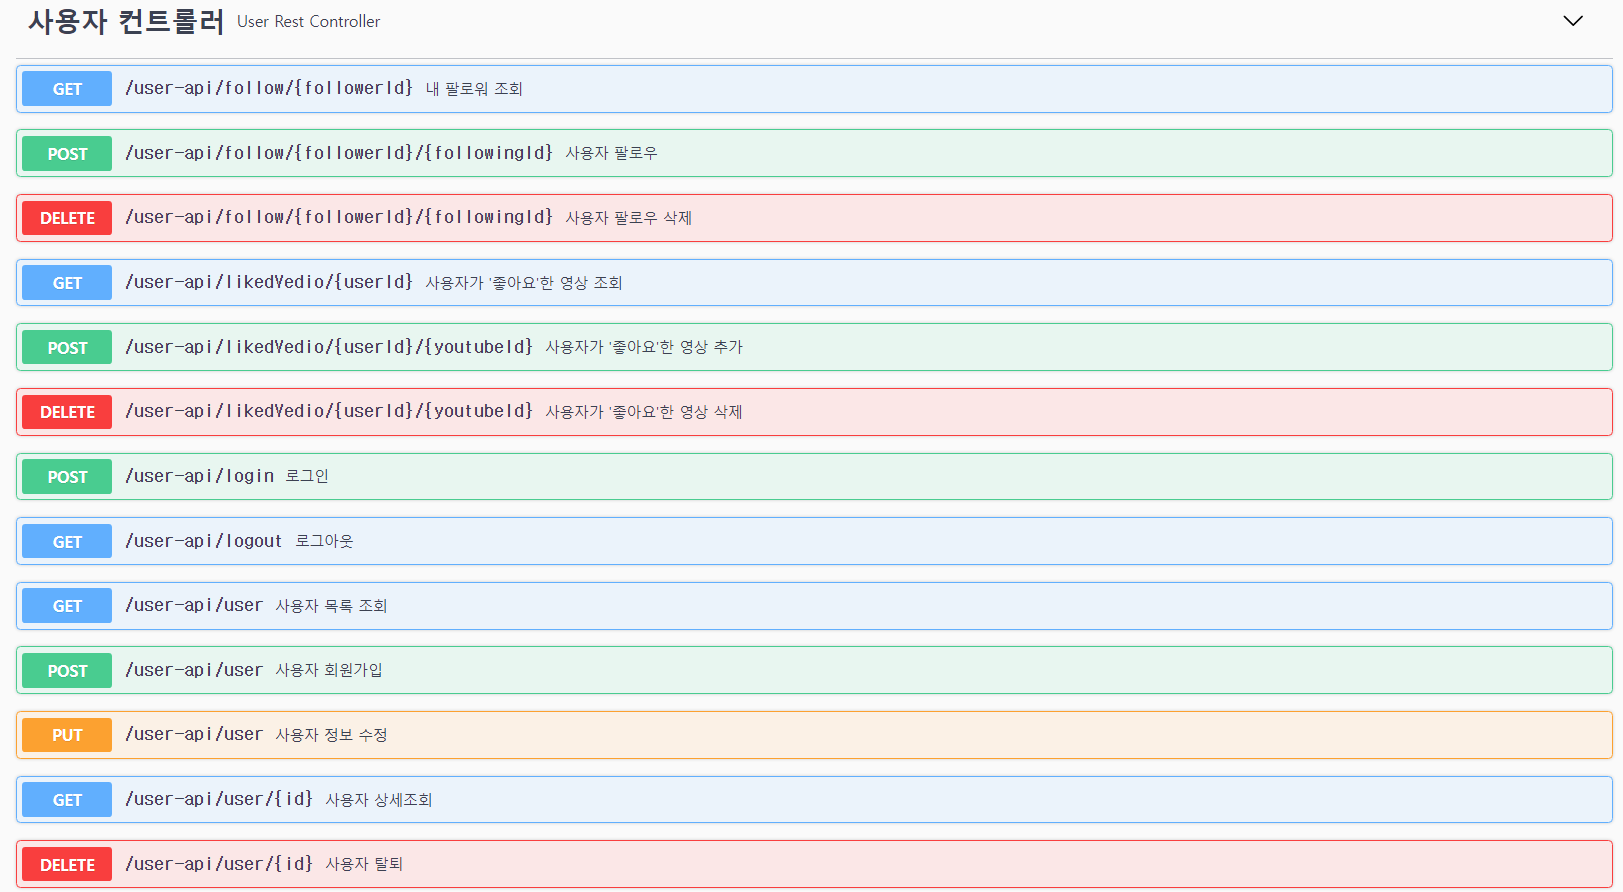 사용자 컨트롤러 User Rest Controller
GET /user-api/follow/{followerId} 내 팔로워 조회
POST /user-api/follow/{followerId}/{followingId} 사용자 팔로우
DELETE /user-api/follow/{followerId}/{followingId} 사용자 팔로우 삭제
GET /user-api/likedVedio/{userId} 사용자가 '좋아요'한 영상 조회
POST /user-api/likedVedio/{userId}/{youtubeId} 사용자가 '좋아요'한 영상 추가
DELETE /user-api/likedVedio/{userId}/{youtubeId} 사용자가 '좋아요'한 영상 삭제
POST /user-api/login 로그인
GET /user-api/logout 로그아웃
GET /user-api/user 사용자 목록 조회
POST /user-api/user 사용자 회원가입
PUT /user-api/user 사용자 정보 수정
GET /user-api/user/{id} 사용자 상세조회
DELETE /user-api/user/{id} 사용자 탈퇴